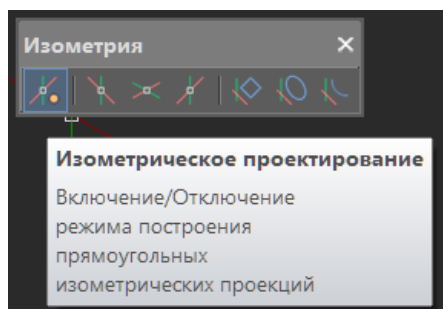 Изометрия
Изометрическое проектирование
Включение/Отключение
режима построения
прямоугольных
изометрических проекций